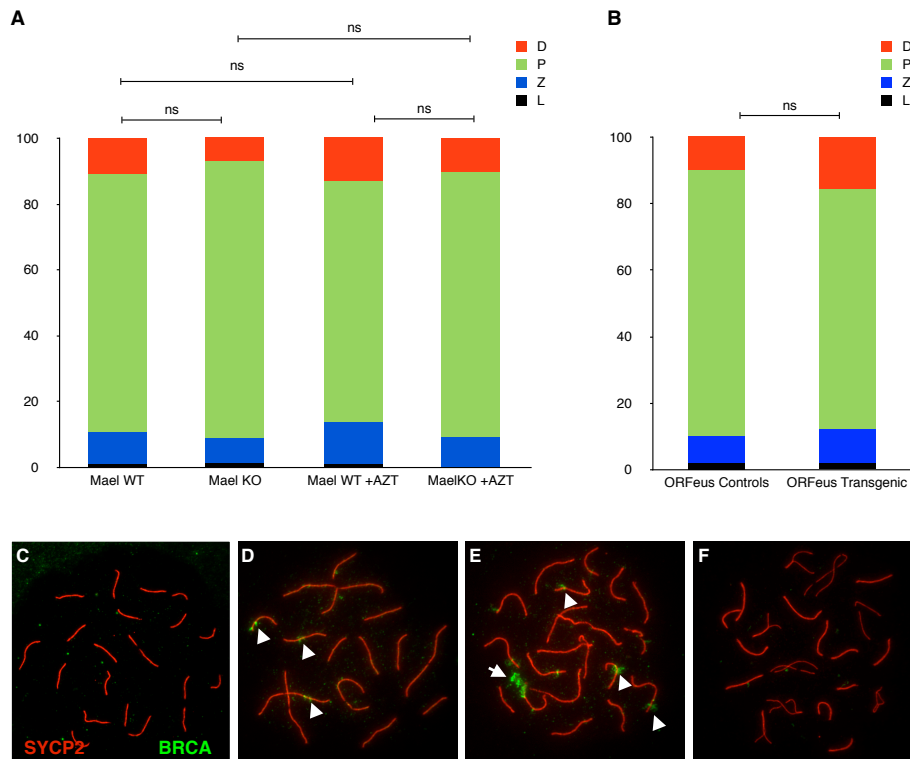 A
ns
ns
ns
ns
D
P
Z
L
100
80
60
40
20
0
Mael WT
Mael KO
Mael WT +AZT
MaelKO +AZT
B
ns
D
P
Z
L
100
80
60
40
20
0
ORFeus Controls
ORFeus Transgenic
C
SYCP2
BRCA
D
E
F